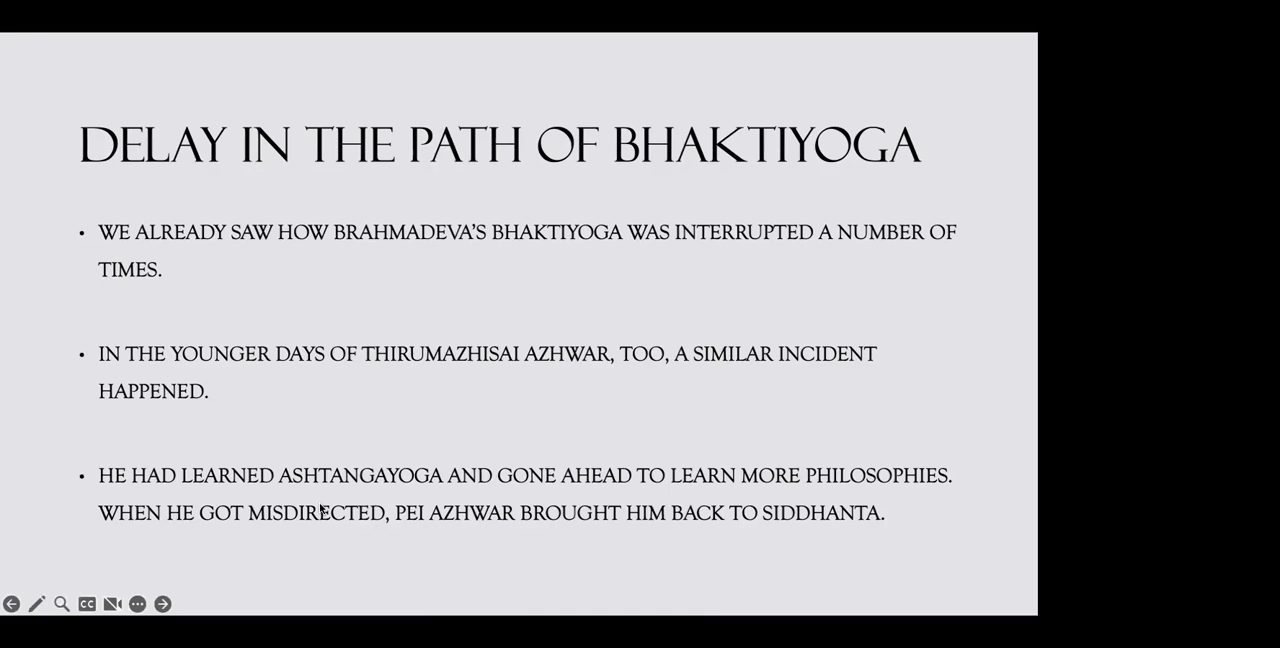 DELAY IN THE PATH OF BHAKTIYOGA
• WE ALREADY SAW HOW BRAHMADEVA'S BHAKTIYOGA WAS INTERRUPTED A NUMBER OF
TIMES.
• IN THE YOUNGER DAYS OF THIRUMAZHISAI AZHWAR, TOO, A SIMILAR INCIDENT
HAPPENED.
• HE HAD LEARNED ASHTANGAYOGA AND GONE AHEAD TO LEARN MORE PHILOSOPHIES.
WHEN HE GOT MISDIRECTED, PEI AZHWAR BROUGHT HIM BACK TO SIDDHANTA.
CC